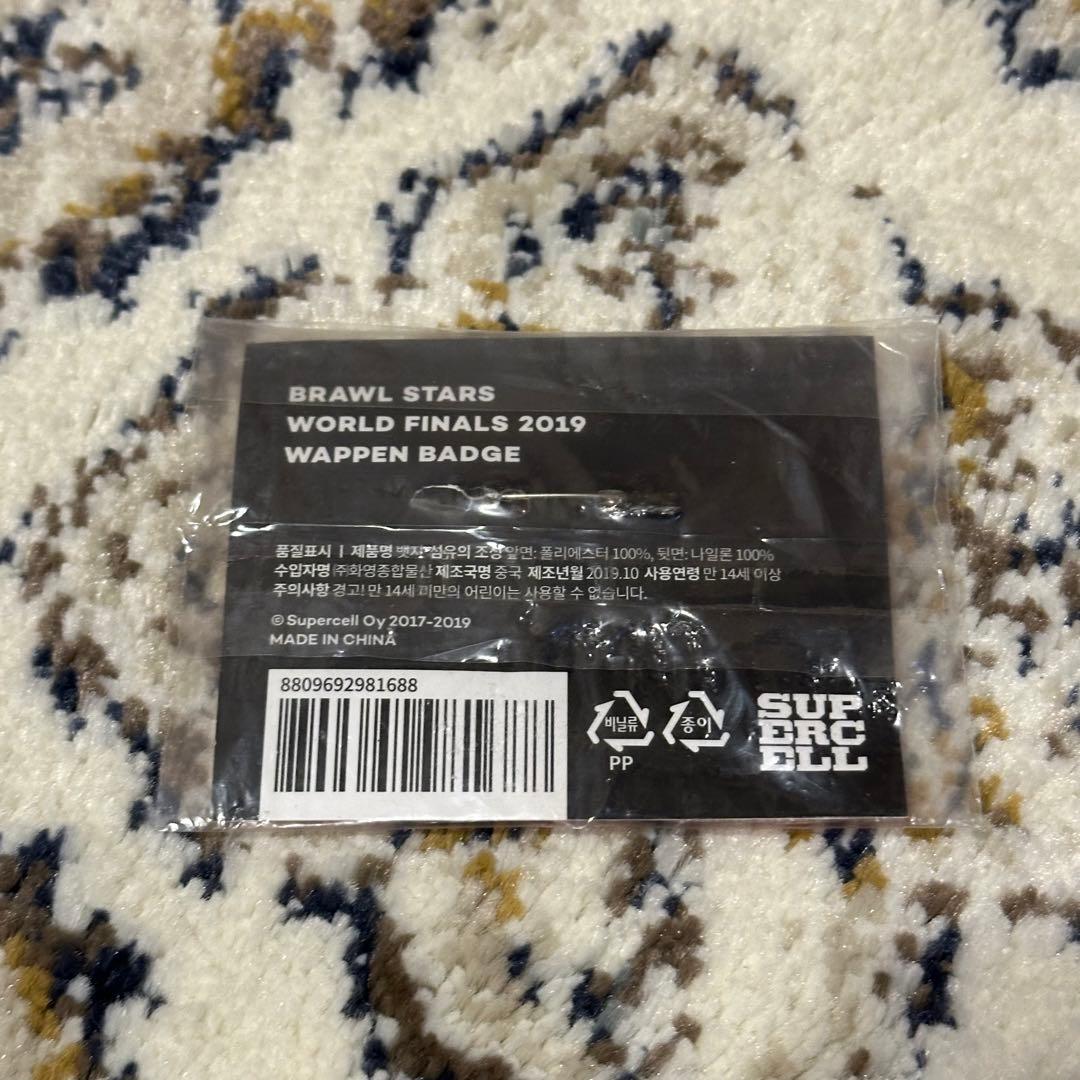 BRAWL STARS
WORLD FINALS 2019
WAPPEN BADGE
품질표시 | 제품명 뱃지 섬유의 조성 앞면: 폴리에스터 100%, 뒷면: 나일론 100%
수입자명 ㈜화영종합물산 제조국명 중국 제조년월 2019.10 사용연령 만 14세 이상
주의사항 경고! 만 14세 미만의 어린이는 사용할 수 없습니다.
© Supercell Oy 2017-2019
MADE IN CHINA
8809692981688
비닐류 종이
PP
SUP
ERC
ELL